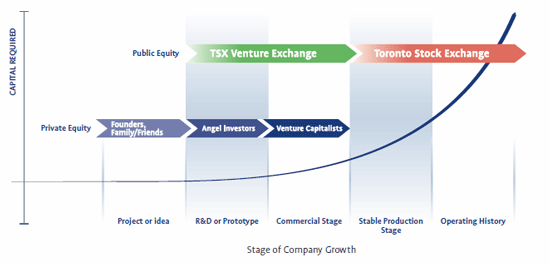 CAPITAL REQUIRED
Public Equity
TSX Venture Exchange
Toronto Stock Exchange
Private Equity
Founders,
Family/Friends
Angel Investors
Venture Capitalists
Project or idea
R&D or Prototype
Commercial Stage
Stable Production
Stage
Operating History
Stage of Company Growth